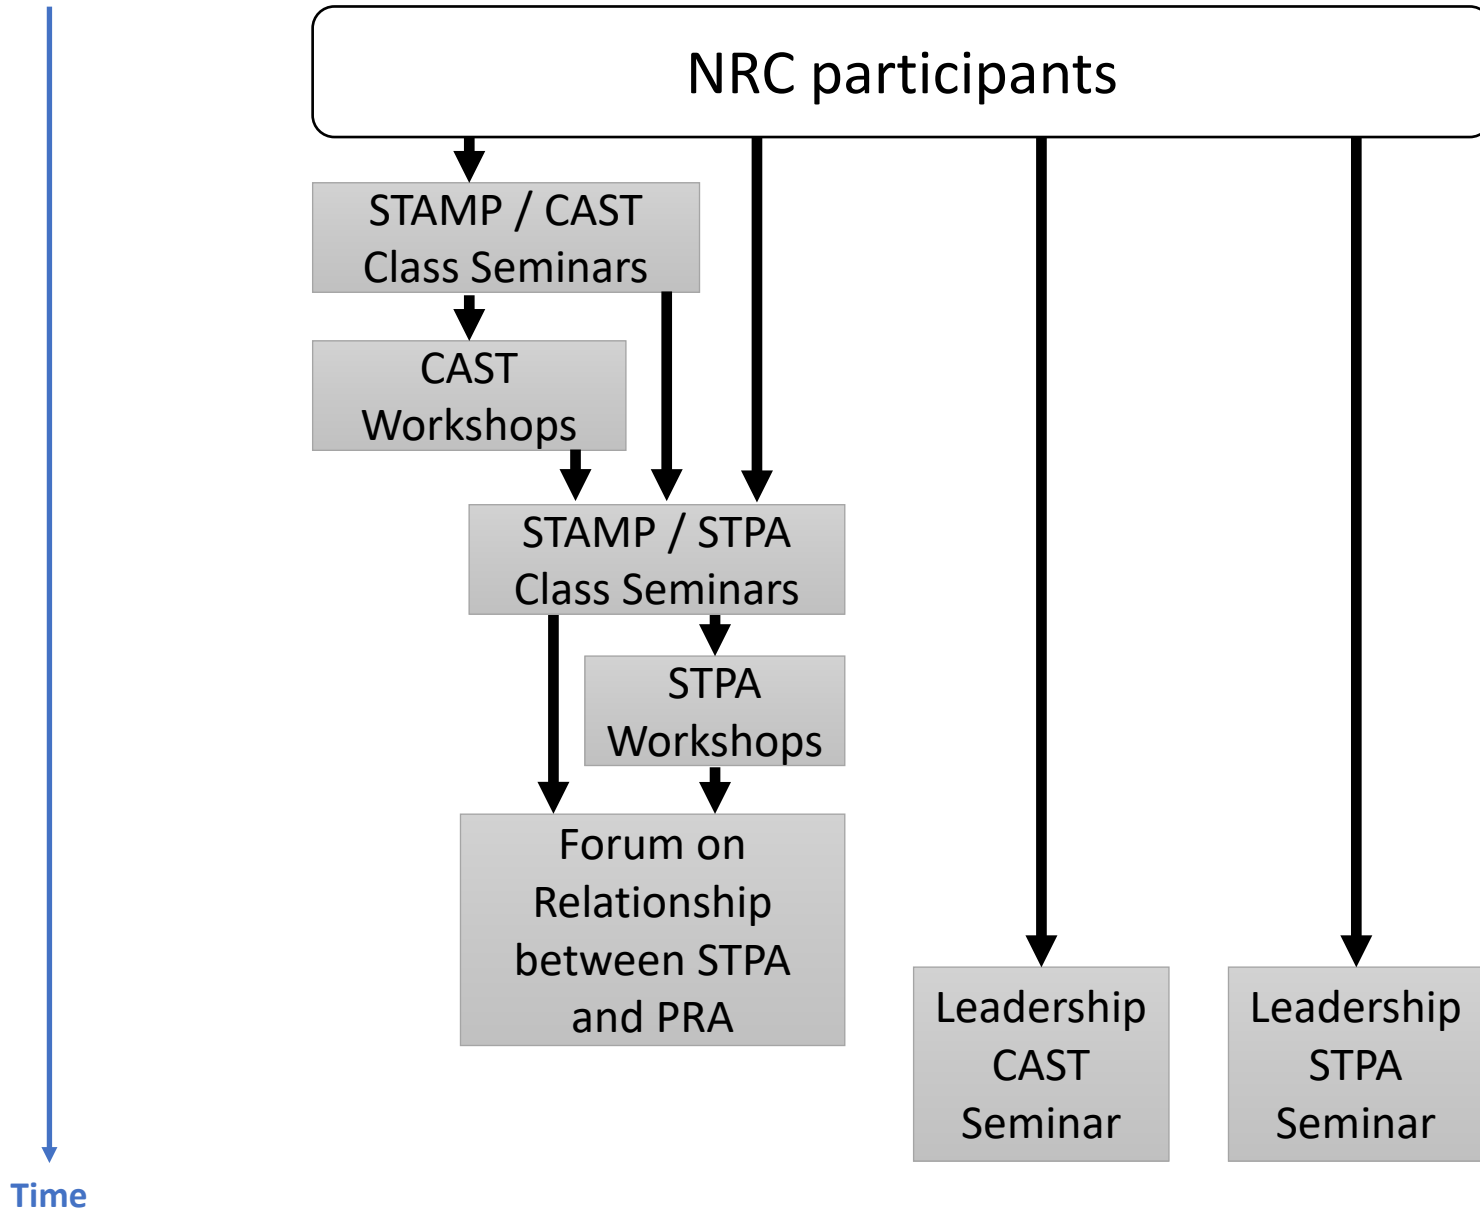 NRC participants
STAMP / CAST
Class Seminars
CAST
Workshops
STAMP / STPA
Class Seminars
STPA
Workshops
Forum on
Relationship
between STPA
and PRA
Leadership
CAST
Seminar
Leadership
STPA
Seminar
Time